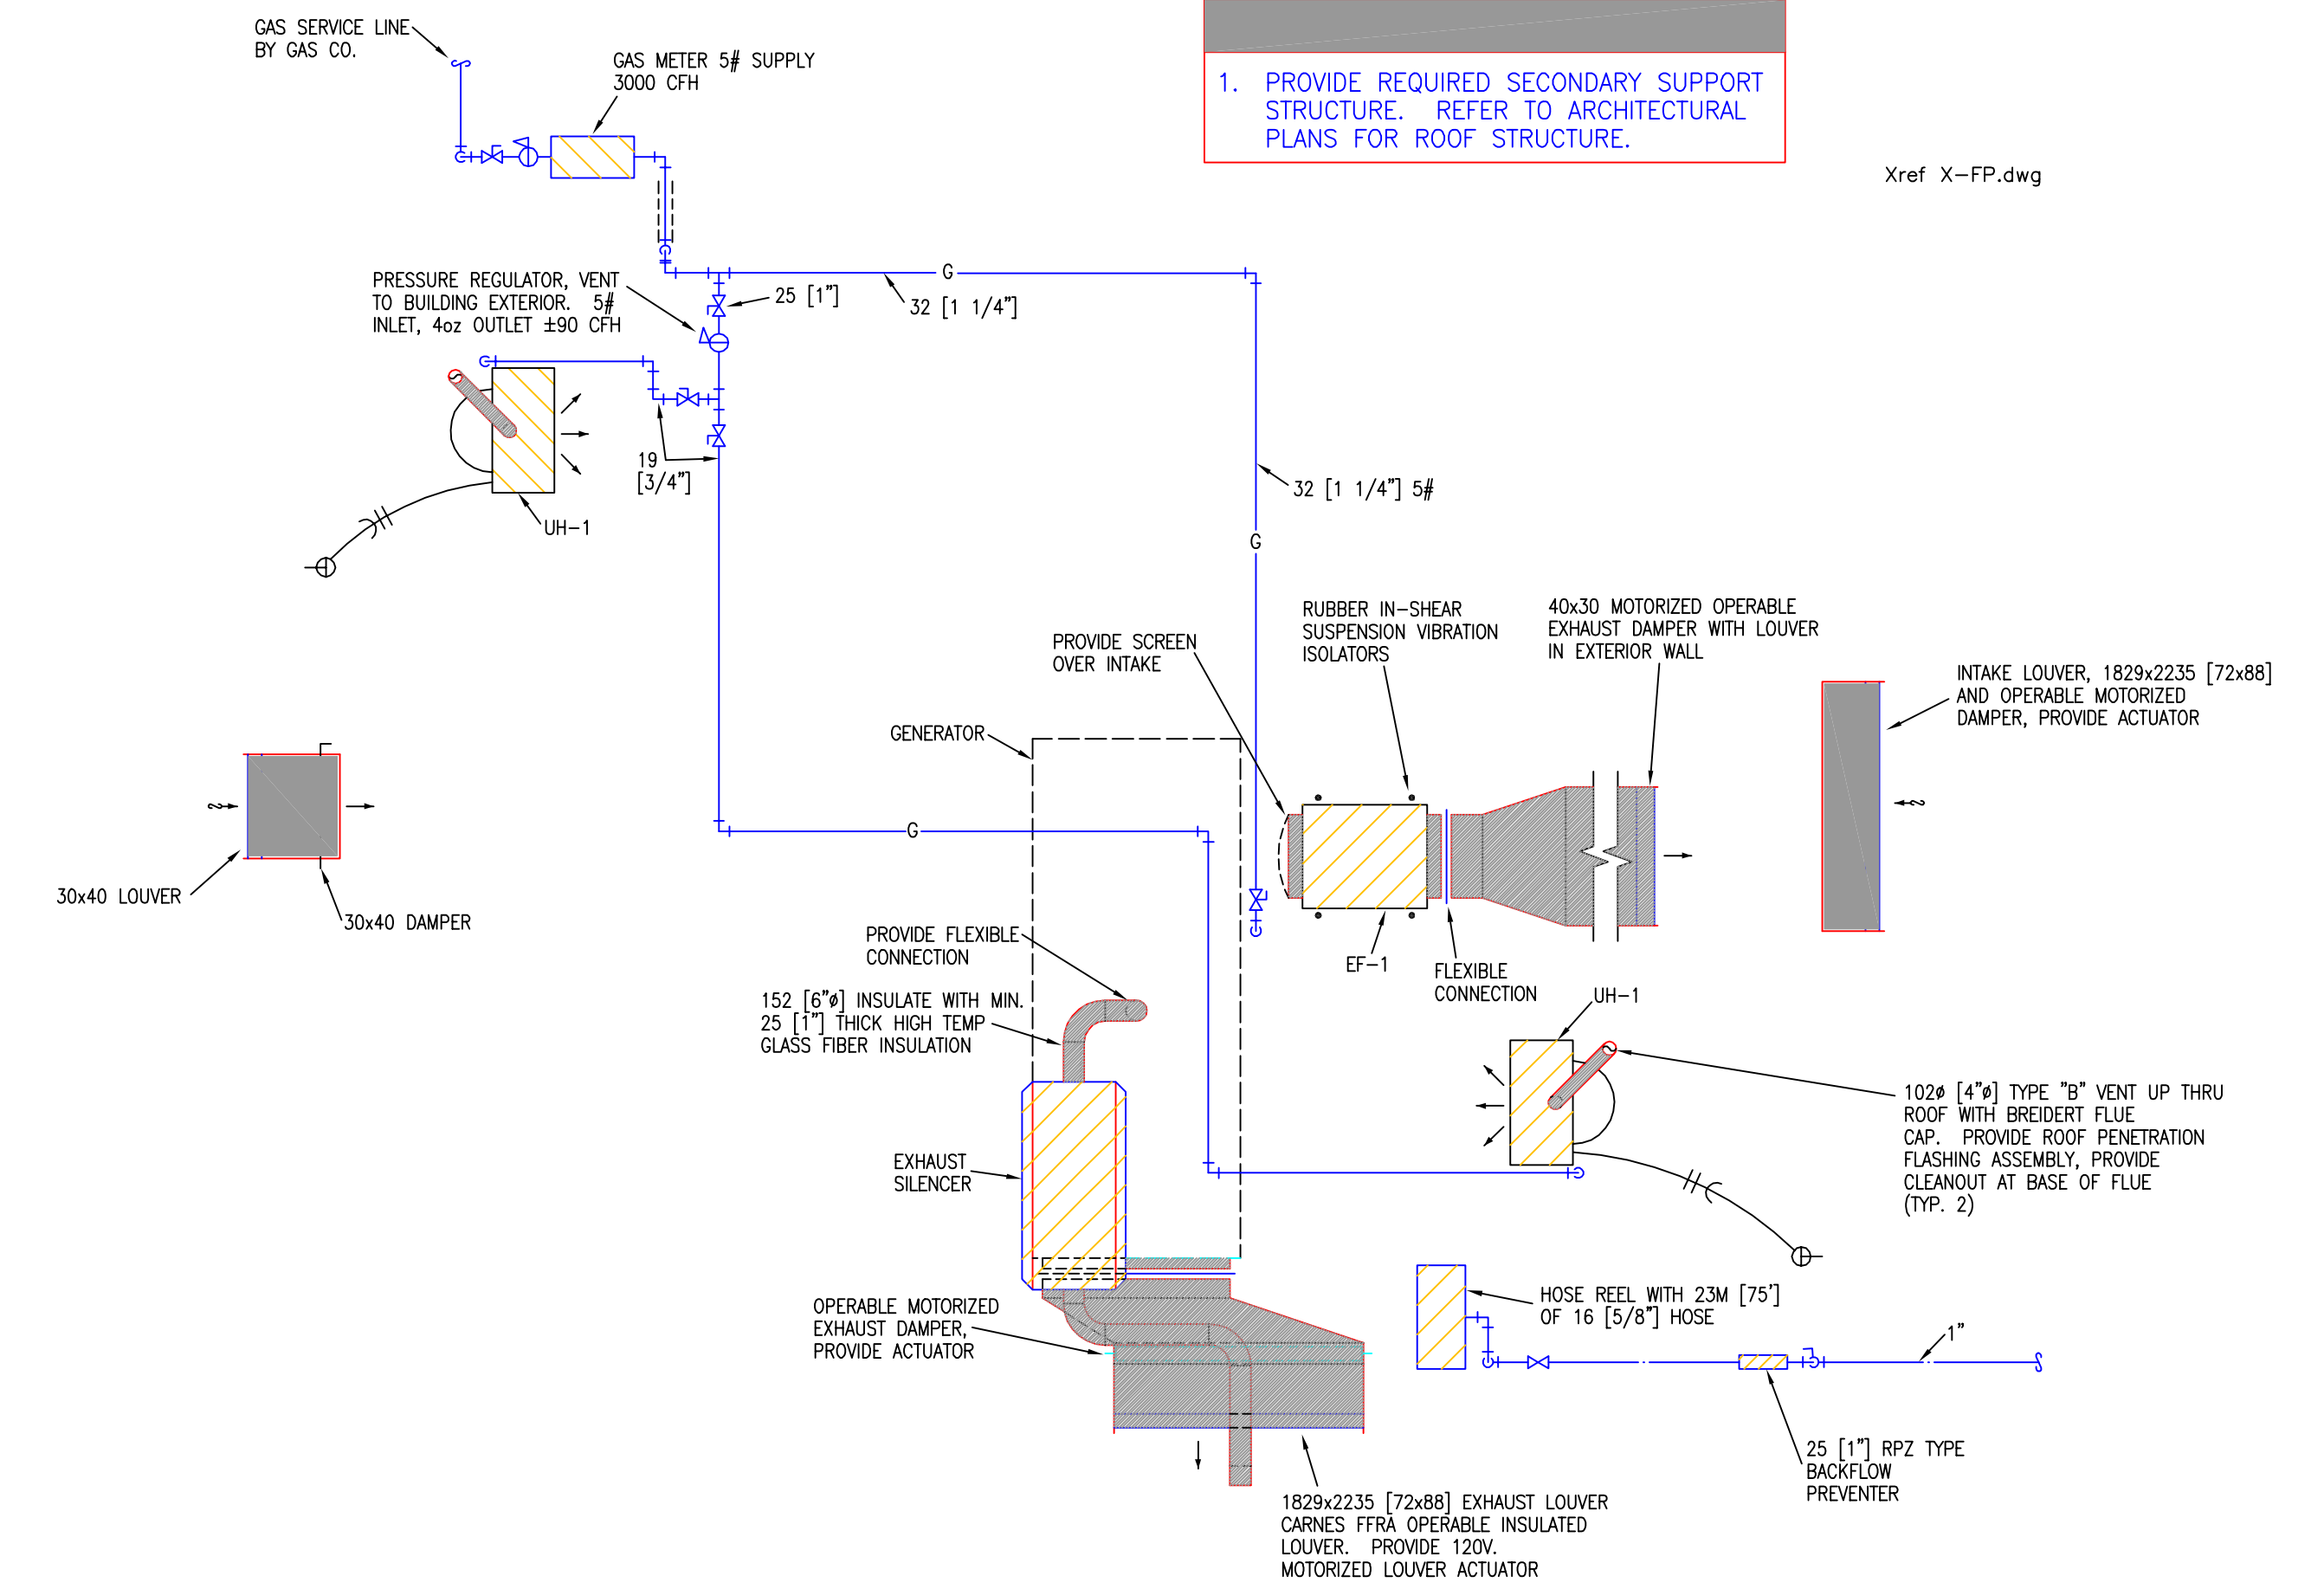 GAS SERVICE LINE
BY GAS CO.
GAS METER 5# SUPPLY
3000 CFH
1. PROVIDE REQUIRED SECONDARY SUPPORT
STRUCTURE. REFER TO ARCHITECTURAL
PLANS FOR ROOF STRUCTURE.
Xref X-FP.dwg
PRESSURE REGULATOR, VENT
TO BUILDING EXTERIOR. 5#
INLET, 4oz OUTLET ±90 CFH
25 [1"]
G
32 [1 1/4"]
19
[3/4"]
UH-1
32 [1 1/4"] 5#
G
PROVIDE SCREEN
OVER INTAKE
RUBBER IN-SHEAR
SUSPENSION VIBRATION
ISOLATORS
40x30 MOTORIZED OPERABLE
EXHAUST DAMPER WITH LOUVER
IN EXTERIOR WALL
INTAKE LOUVER, 1829x2235 [72x88]
AND OPERABLE MOTORIZED
DAMPER, PROVIDE ACTUATOR
GENERATOR
G
30x40 LOUVER
30x40 DAMPER
PROVIDE FLEXIBLE
CONNECTION
EF-1
FLEXIBLE
CONNECTION
152 [6"ø] INSULATE WITH MIN.
25 [1"] THICK HIGH TEMP
GLASS FIBER INSULATION
UH-1
102ø [4"ø] TYPE "B" VENT UP THRU
ROOF WITH BREIDERT FLUE
CAP. PROVIDE ROOF PENETRATION
FLASHING ASSEMBLY, PROVIDE
CLEANOUT AT BASE OF FLUE
(TYP. 2)
EXHAUST
SILENCER
OPERABLE MOTORIZED
EXHAUST DAMPER,
PROVIDE ACTUATOR
HOSE REEL WITH 23M [75']
OF 16 [5/8"] HOSE
1"
25 [1"] RPZ TYPE
BACKFLOW
PREVENTER
1829x2235 [72x88] EXHAUST LOUVER
CARNES FFRA OPERABLE INSULATED
LOUVER. PROVIDE 120V.
MOTORIZED LOUVER ACTUATOR